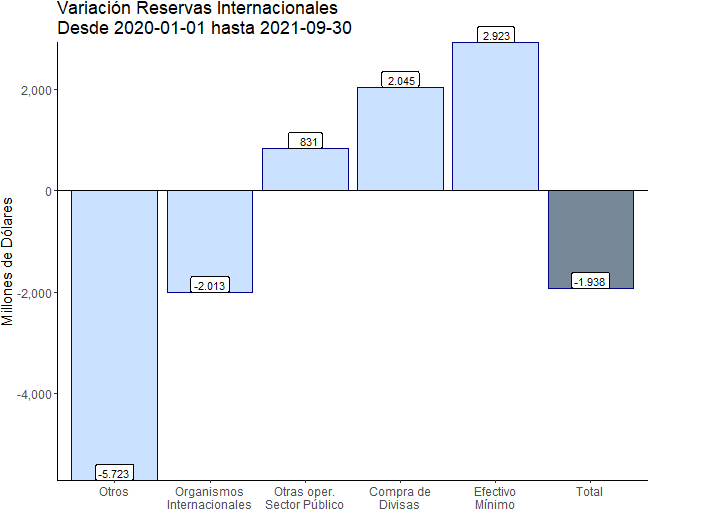 Variación Reservas Internacionales
Desde 2020-01-01 hasta 2021-09-30
Millones de Dólares
2,000
0
-2,000
-4,000
-5.723
-2.013
831
2.045
2.923
-1.938
Otros
Organismos
Internacionales
Otras oper.
Sector Público
Compra de
Divisas
Efectivo
Mínimo
Total